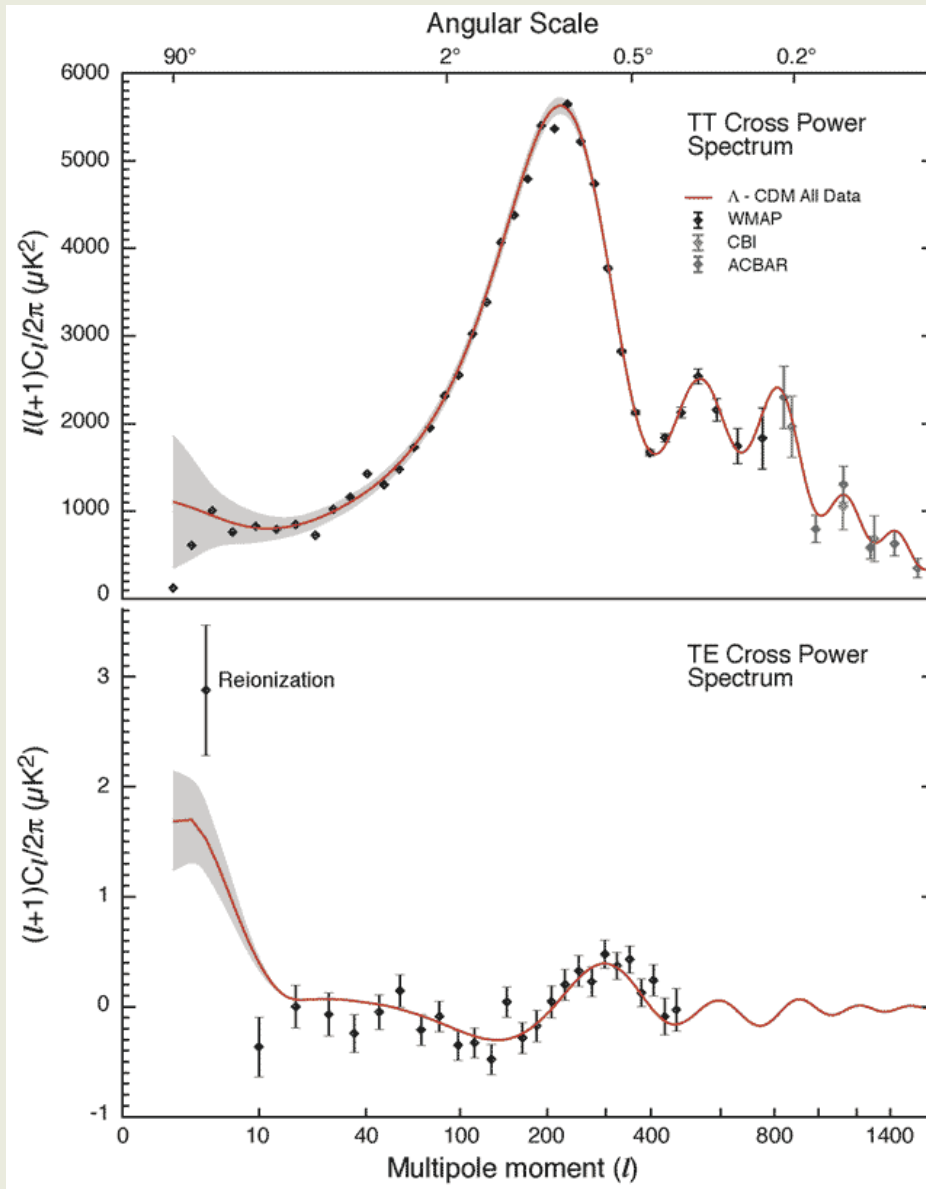 Angular Scale
90° 2° 0.5° 0.2°
6000
5000
4000
3000
2000
1000
0
l(l+1)Cl/2π (μK²)
TT Cross Power
Spectrum
Λ - CDM All Data
WMAP
CBI
ACBAR
3
2
1
0
-1
(l+1)Cl/2π (μK²)
Reionization
TE Cross Power
Spectrum
0 10 40 100 200 400 800 1400
Multipole moment (l)